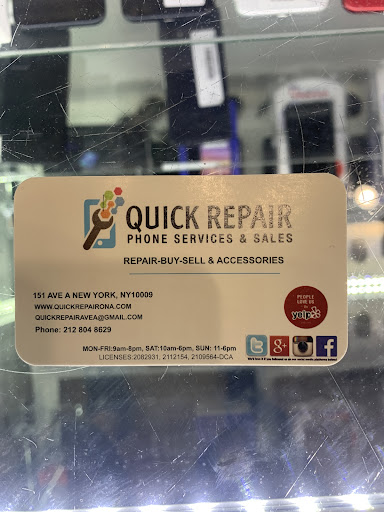 QUICK REPAIR
PHONE SERVICES & SALES
REPAIR-BUY-SELL & ACCESSORIES
151 AVE A NEW YORK, NY10009
WWW.QUICKREPAIRONA.COM
QUICKREPAIRAVEA@GMAIL.COM
Phone: 212 804 8629
PEOPLE
LOVE US
yelp
MON-FRI:9am-8pm, SAT:10am-6pm, SUN: 11-6pm
LICENSES:2082931, 2112154, 2109564-DCA